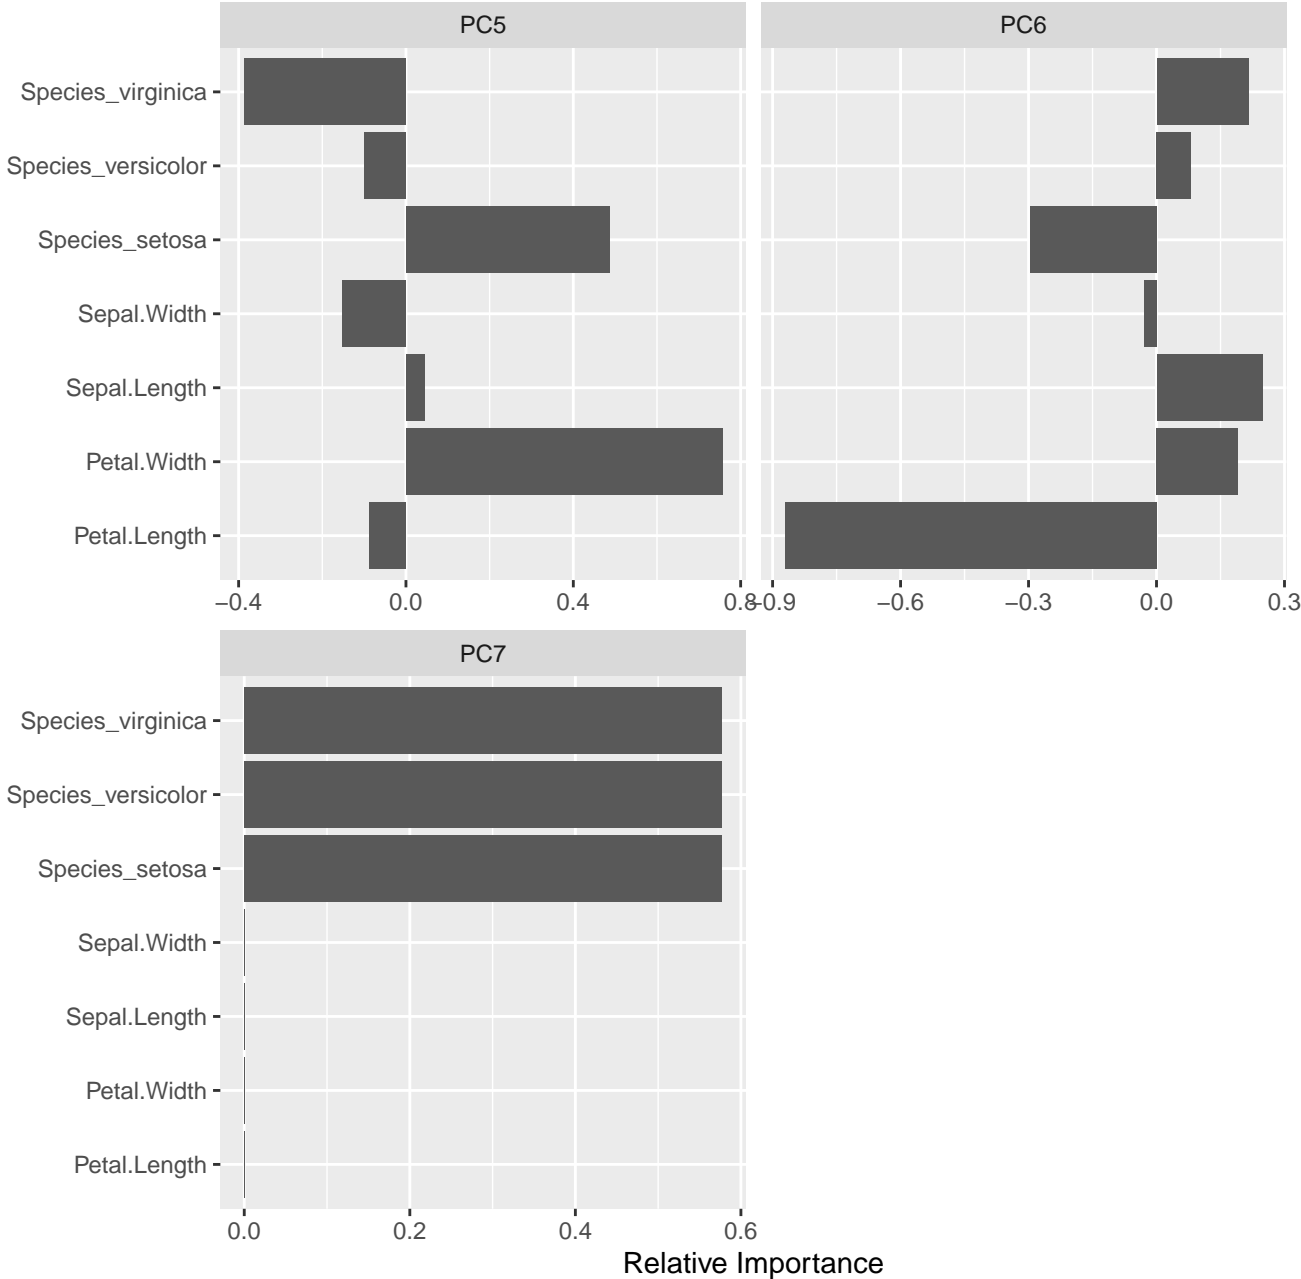 PC5
PC6
Species_virginica
Species_versicolor
Species_setosa
Sepal.Width
Sepal.Length
Petal.Width
Petal.Length
−0.4 0.0 0.4 0.8
−0.9 −0.6 −0.3 0.0 0.3
PC7
Species_virginica
Species_versicolor
Species_setosa
Sepal.Width
Sepal.Length
Petal.Width
Petal.Length
0.0 0.2 0.4 0.6
Relative Importance